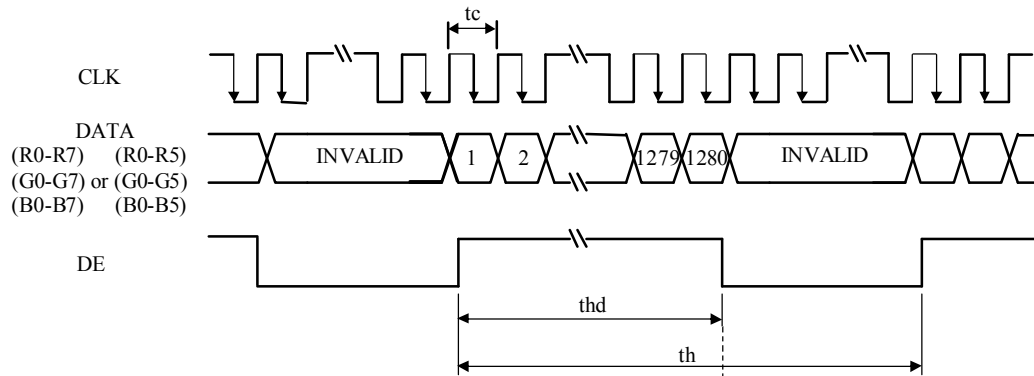 tc
CLK
DATA
(R0-R7) (R0-R5)
(G0-G7) or (G0-G5)
(B0-B7) (B0-B5)
INVALID 1 2 1279 1280 INVALID
DE
thd
th